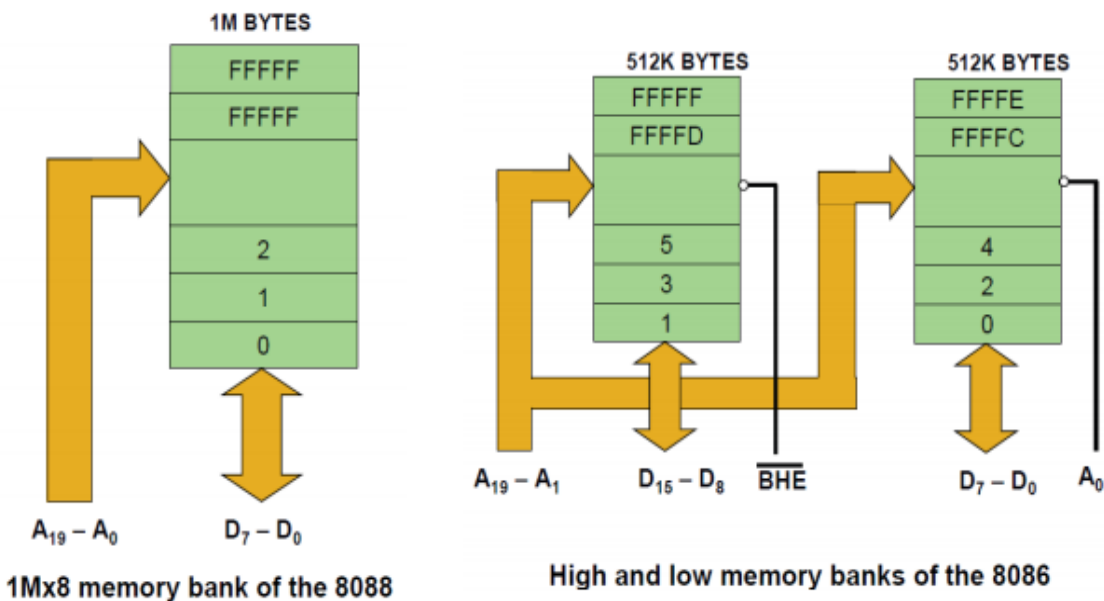 1M BYTES
FFFFF
FFFFF
2
1
0
A19 – A0
D7 – D0
1Mx8 memory bank of the 8088
512K BYTES
FFFFF
FFFFD
5
3
1
A19 – A1
D15 – D8
BHE
512K BYTES
FFFFE
FFFFC
4
2
0
D7 – D0
A0
High and low memory banks of the 8086